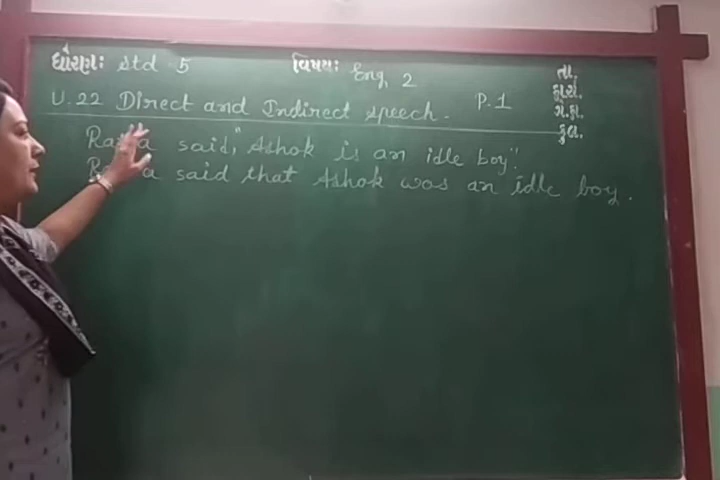 ધોરણ: Std 5 વિષય: Eng, 2 તા.
U.22 Direct and Indirect speech. P.1 હાજ.
ગે.હા.
કુલ.
said, "Ashok is an idle boy".
said that Ashok was an idle boy.